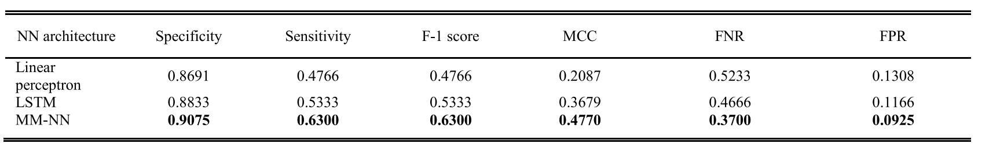 NN architecture Specificity Sensitivity F-1 score MCC FNR FPR
Linear
perceptron 0.8691 0.4766 0.4766 0.2087 0.5233 0.1308
LSTM 0.8833 0.5333 0.5333 0.3679 0.4666 0.1166
MM-NN 0.9075 0.6300 0.6300 0.4770 0.3700 0.0925